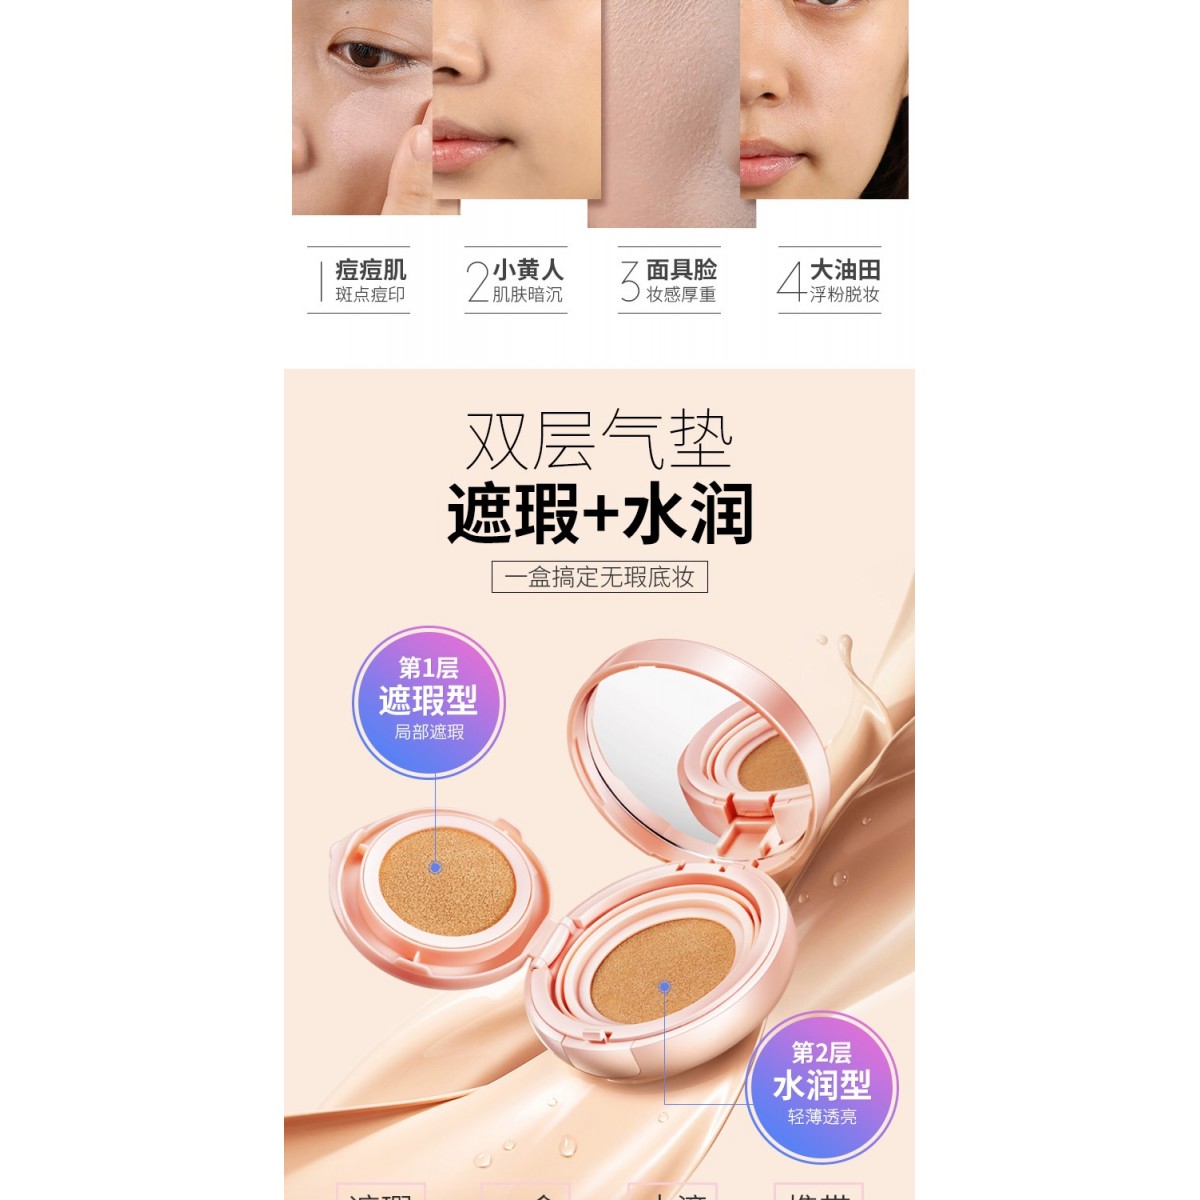 1 痘痘肌
斑点痘印
2 小黄人
肌肤暗沉
3 面具脸
妆感厚重
4 大油田
浮粉脱妆
双层气垫
遮瑕+水润
一盒搞定无瑕底妆
第1层
遮瑕型
局部遮瑕
第2层
水润型
轻薄透亮